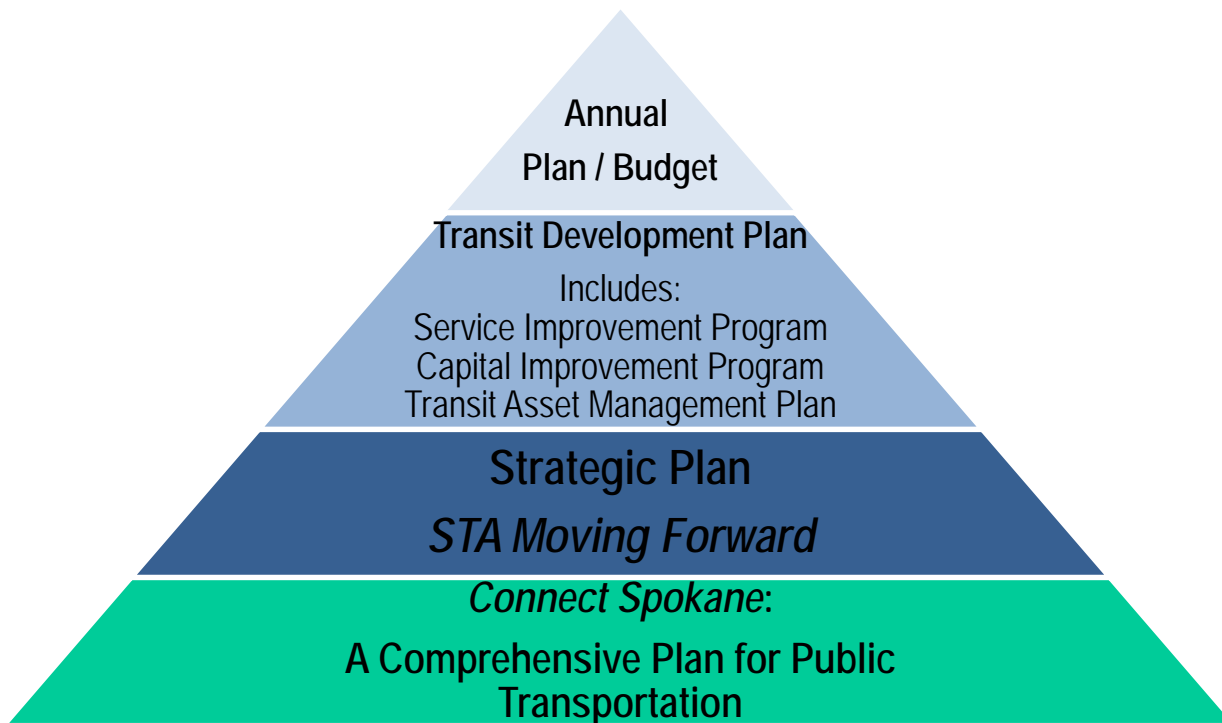 Annual
Plan / Budget
Transit Development Plan
Includes:
Service Improvement Program
Capital Improvement Program
Transit Asset Management Plan
Strategic Plan
STA Moving Forward
Connect Spokane:
A Comprehensive Plan for Public
Transportation